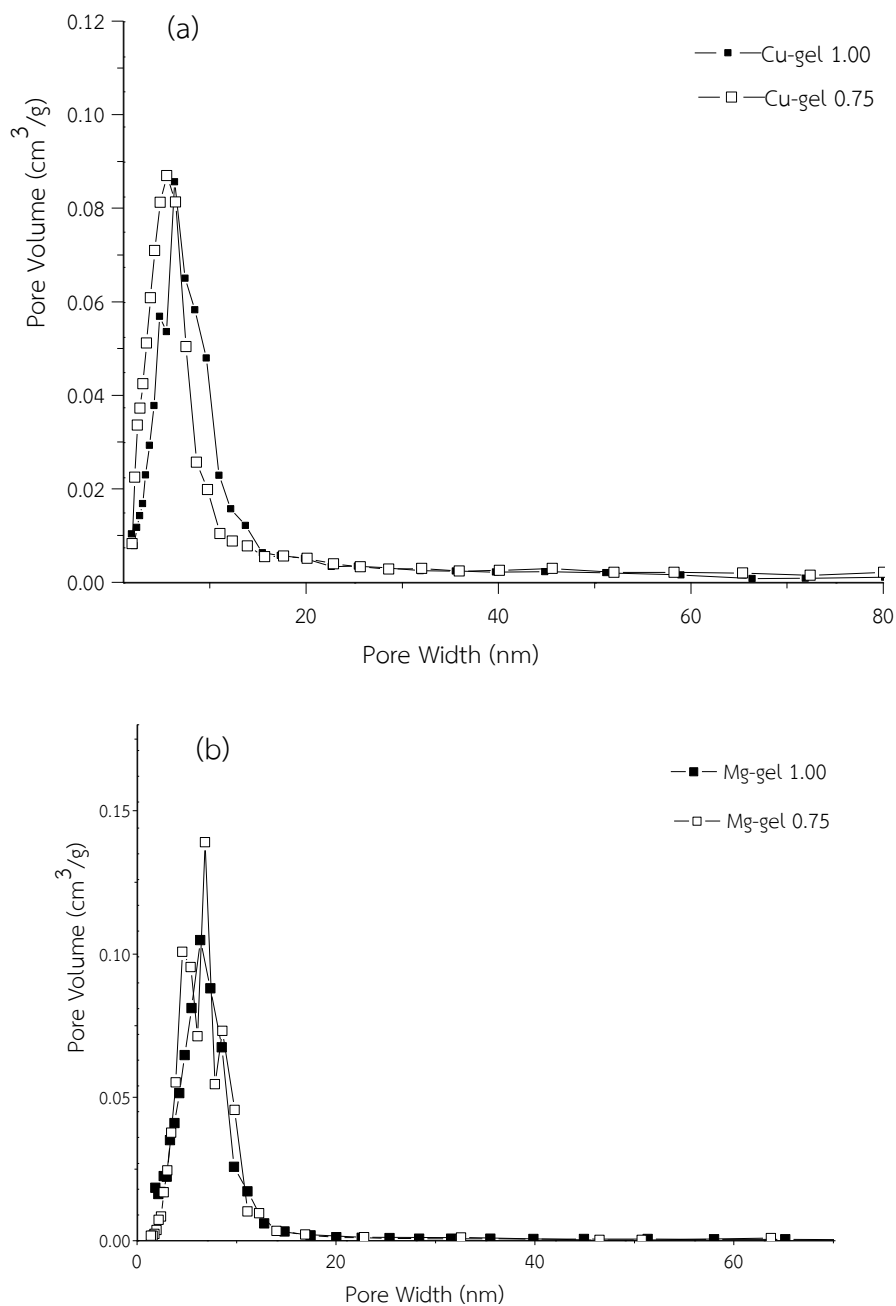 (a)
Cu-gel 1.00
Cu-gel 0.75
0.12
0.10
0.08
0.06
0.04
0.02
0.00
Pore Volume (cm³/g)
20
40
60
80
Pore Width (nm)
(b)
Mg-gel 1.00
Mg-gel 0.75
0.15
0.10
0.05
0.00
Pore Volume (cm³/g)
0
20
40
60
Pore Width (nm)